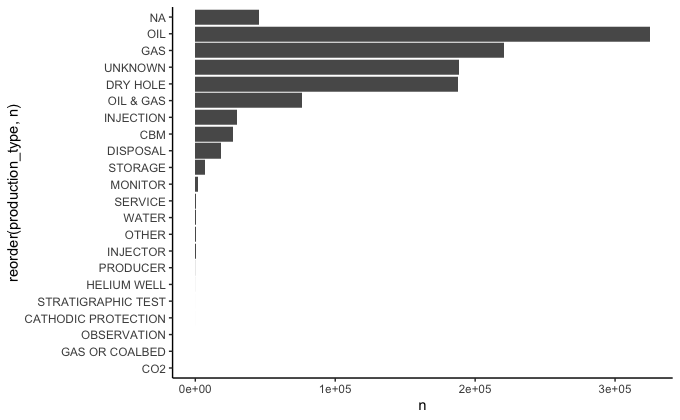 NA
OIL
GAS
UNKNOWN
DRY HOLE
OIL & GAS
INJECTION
CBM
DISPOSAL
STORAGE
MONITOR
SERVICE
WATER
OTHER
INJECTOR
PRODUCER
HELIUM WELL
STRATIGRAPHIC TEST
CATHODIC PROTECTION
OBSERVATION
GAS OR COALBED
CO2
reorder(production_type, n)
0e+00 1e+05 2e+05 3e+05
n